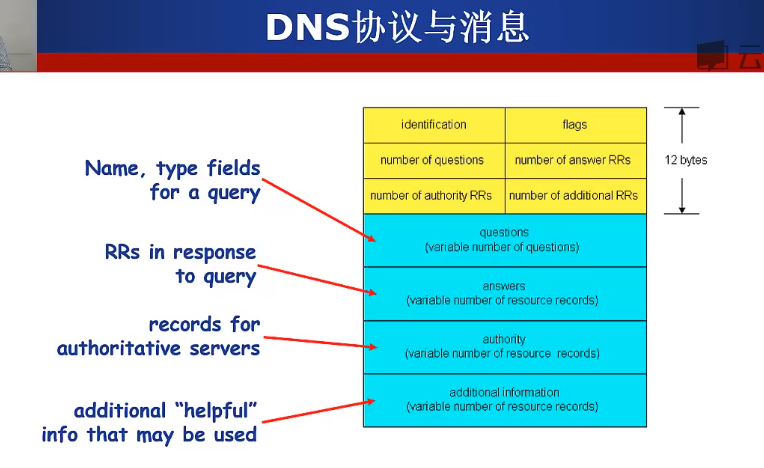 DNS协议与消息
云
identification
flags
number of questions
number of answer RRs
12 bytes
number of authority RRs
number of additional RRs
Name, type fields
for a query
questions
(variable number of questions)
RRs in response
to query
answers
(variable number of resource records)
records for
authoritative servers
authority
(variable number of resource records)
additional “helpful”
info that may be used
additional information
(variable number of resource records)